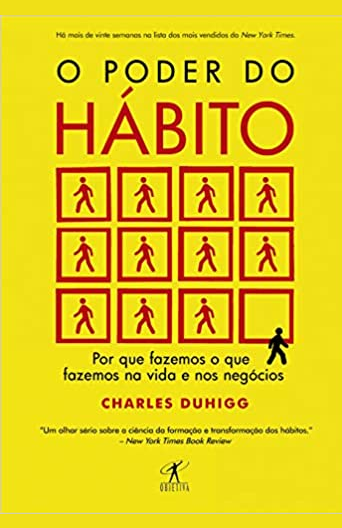 Há mais de vinte semanas na lista dos mais vendidos do New York Times.
O PODER DO
HÁBITO
Por que fazemos o que
fazemos na vida e nos negócios
CHARLES DUHIGG
"Um olhar sério sobre a ciência da formação e transformação dos hábitos."
– New York Times Book Review
OBJETIVA